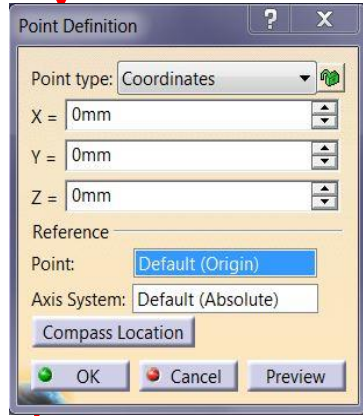 Point Definition ? X
Point type: Coordinates
X = 0mm
Y = 0mm
Z = 0mm
Reference
Point: Default (Origin)
Axis System: Default (Absolute)
Compass Location
OK Cancel Preview